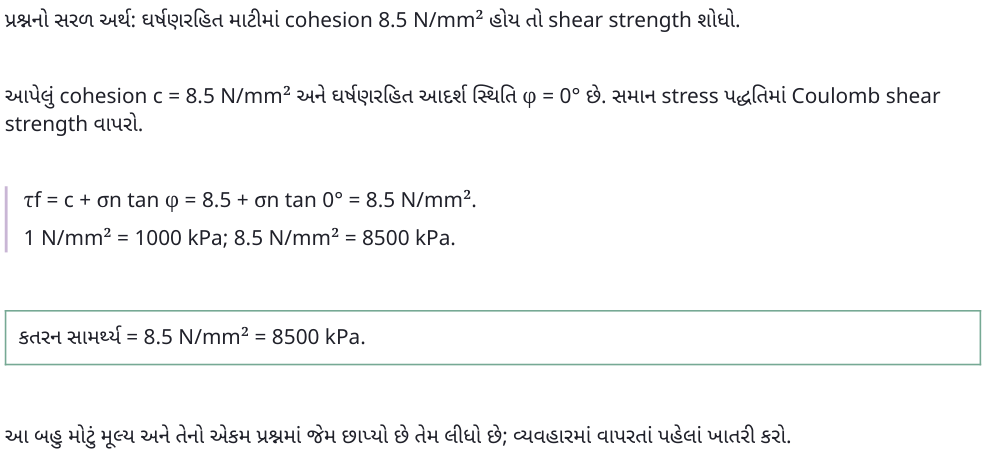 પ્રશ્નનો સરળ અર્થ: ઘર્ષણરહિત માટીમાં cohesion 8.5 N/mm² હોય તો shear strength શોધો.
આપેલું cohesion c = 8.5 N/mm² અને ઘર્ષણરહિત આદર્શ સ્થિતિ φ = 0° છે. સમાન stress પદ્ધતિમાં Coulomb shear
strength વાપરો.
τf = c + σn tan φ = 8.5 + σn tan 0° = 8.5 N/mm².
1 N/mm² = 1000 kPa; 8.5 N/mm² = 8500 kPa.
કતરન સામર્થ્ય = 8.5 N/mm² = 8500 kPa.
આ બહુ મોટું મૂલ્ય અને તેનો એકમ પ્રશ્નમાં જેમ છાપ્યો છે તેમ લીધો છે; વ્યવહારમાં વાપરતાં પહેલાં ખાતરી કરો.